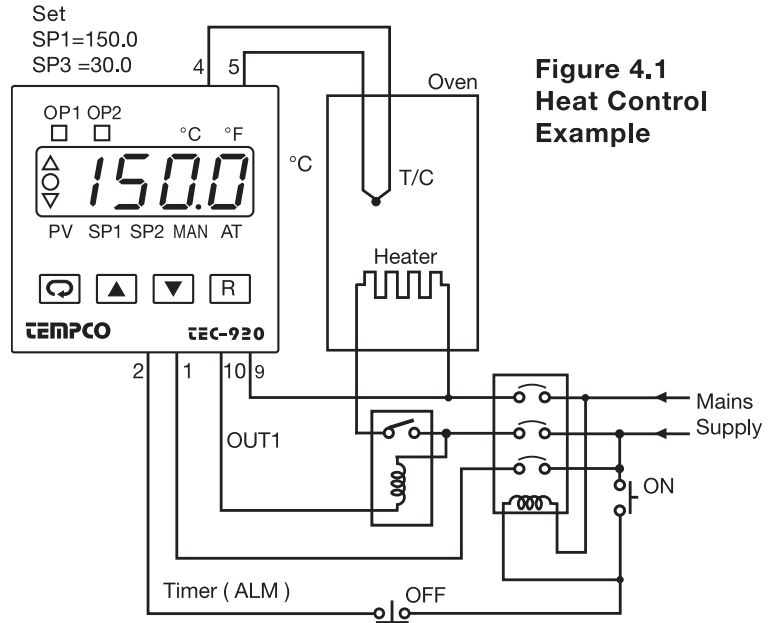 Set
SP1=150.0
SP3 =30.0
4 5
Figure 4.1
Heat Control
Example
Oven
OP1 OP2
°C °F
150.0
°C
T/C
PV SP1 SP2 MAN AT
Heater
R
TEMPCO TEC-920
2 1 10 9
Mains
Supply
OUT1
ON
Timer ( ALM )
OFF